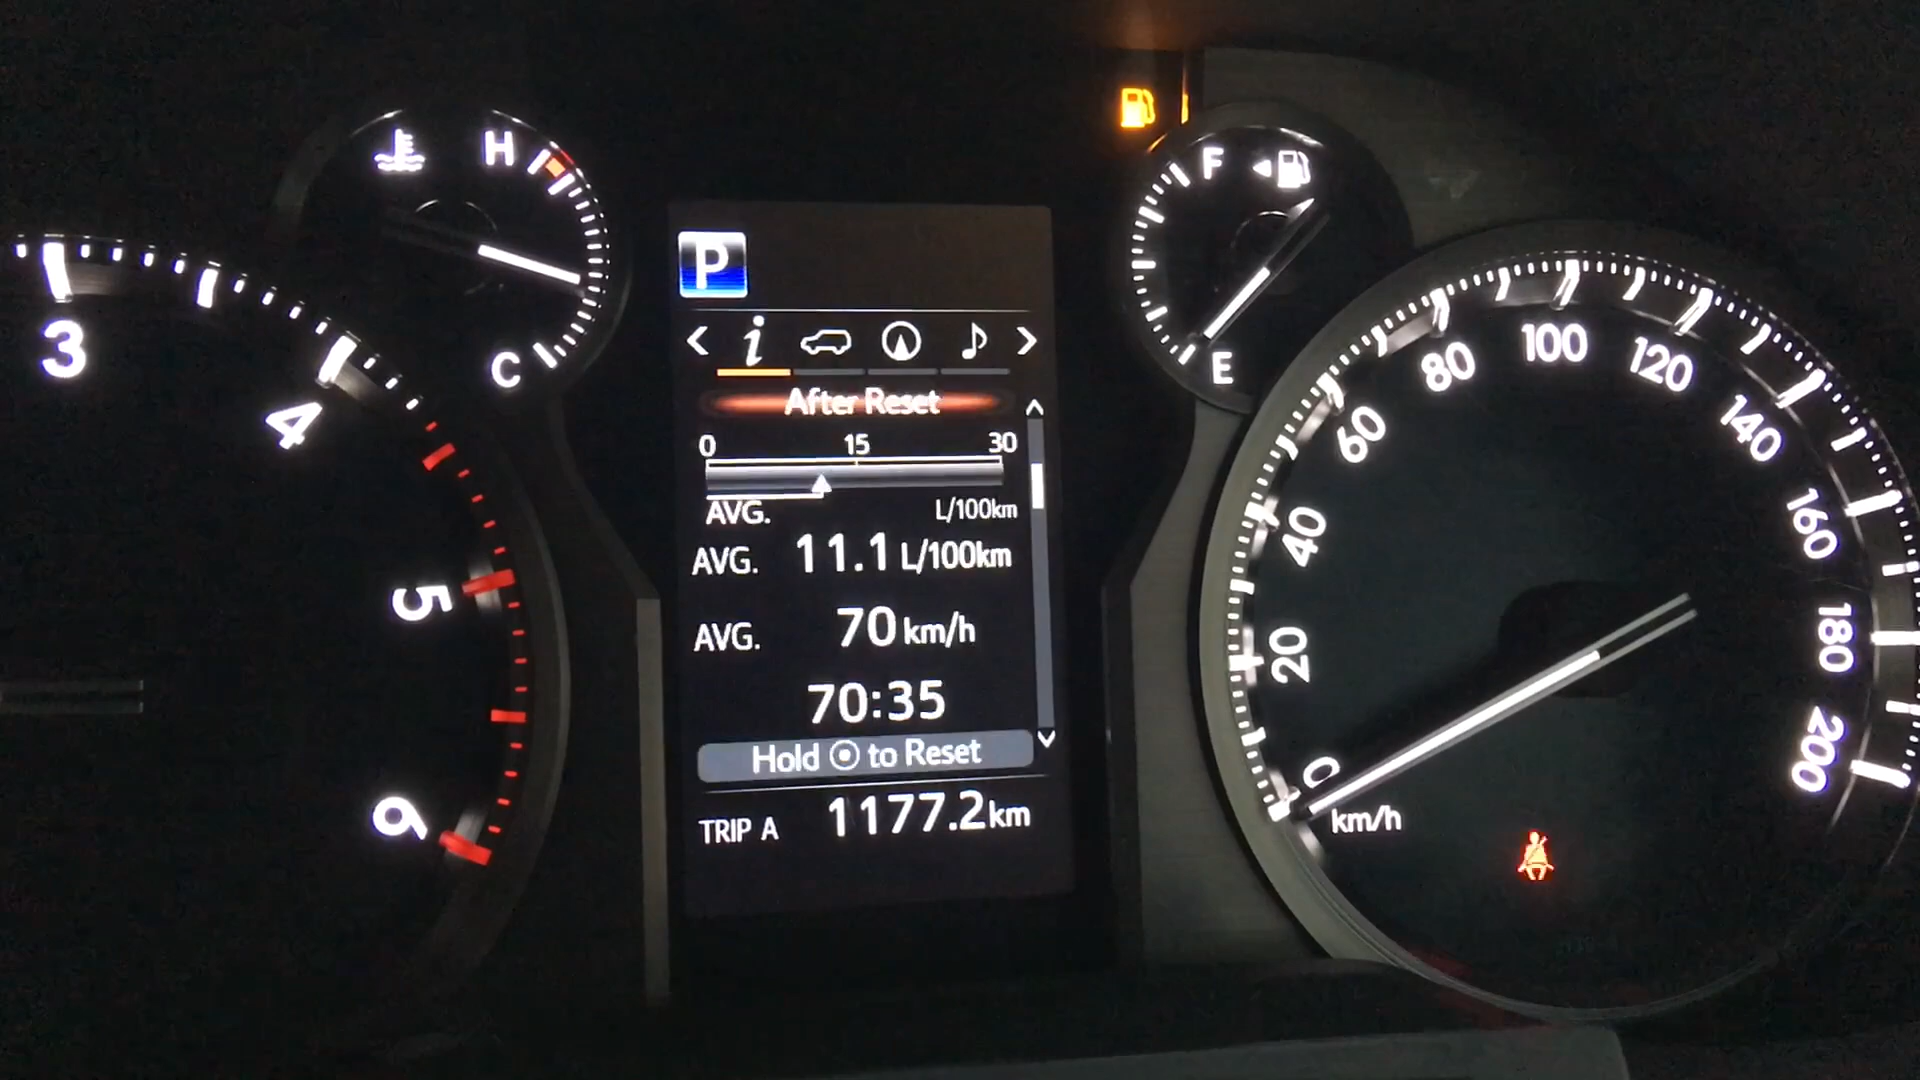 H
C
3
4
5
6
P
i
After Reset
0 15 30
AVG. L/100km
AVG. 11.1 L/100km
AVG. 70 km/h
70:35
Hold to Reset
TRIP A 1177.2 km
F
E
0
20
40
60
80
100
120
140
160
180
200
km/h